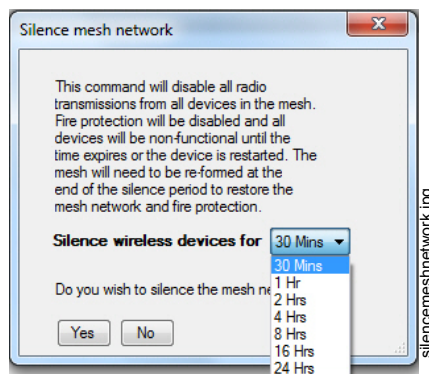 Silence mesh network
This command will disable all radio
transmissions from all devices in the mesh.
Fire protection will be disabled and all
devices will be non-functional until the
time expires or the device is restarted. The
mesh will need to be re-formed at the
end of the silence period to restore the
mesh network and fire protection.
Silence wireless devices for 30 Mins
30 Mins
1 Hr
2 Hrs
4 Hrs
8 Hrs
16 Hrs
24 Hrs
Do you wish to silence the mesh
Yes No
silencemeshnetwork.jpg